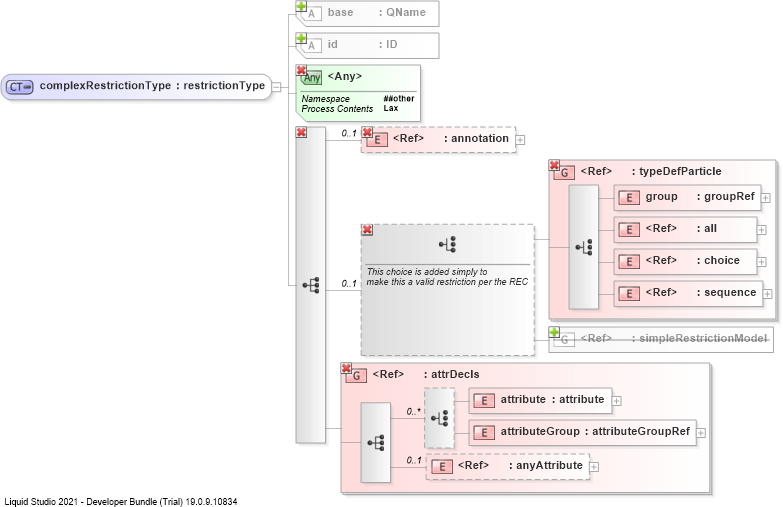 A base : QName
A id : ID
Any <Any>
Namespace ##other
Process Contents Lax
CT complexRestrictionType : restrictionType
0..1 E <Ref> : annotation
G <Ref> : typeDefParticle
E group : groupRef
E <Ref> : all
E <Ref> : choice
E <Ref> : sequence
0..1 This choice is added simply to
make this a valid restriction per the REC
G <Ref> : simpleRestrictionModel
G <Ref> : attrDecls
0..* E attribute : attribute
E attributeGroup : attributeGroupRef
0..1 E <Ref> : anyAttribute
Liquid Studio 2021 - Developer Bundle (Trial) 19.0.9.10834